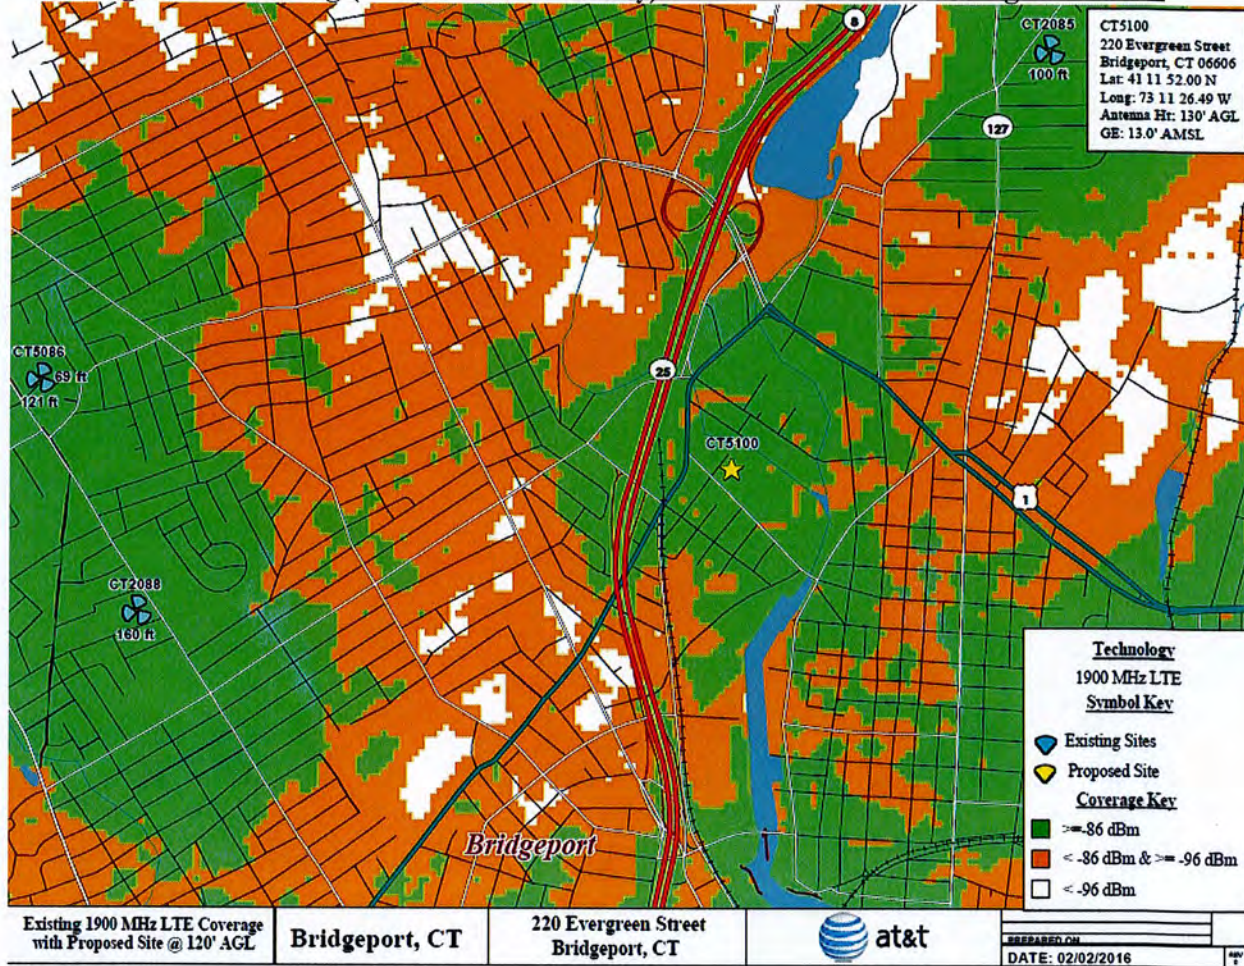 8
CT2085
100 ft
127
CT5100
220 Evergreen Street
Bridgeport, CT 06606
Lat: 41 11 52.00 N
Long: 73 11 26.49 W
Antenna Ht: 130' AGL
GE: 13.0' AMSL
CT5086
69 ft
121 ft
25
CT5100
1
CT2088
160 ft
Bridgeport
Technology
1900 MHz LTE
Symbol Key
Existing Sites
Proposed Site
Coverage Key
>=-86 dBm
< -86 dBm & >= -96 dBm
< -96 dBm
Existing 1900 MHz LTE Coverage
with Proposed Site @ 120' AGL
Bridgeport, CT
220 Evergreen Street
Bridgeport, CT
at&t
PREPARED ON
DATE: 02/02/2016